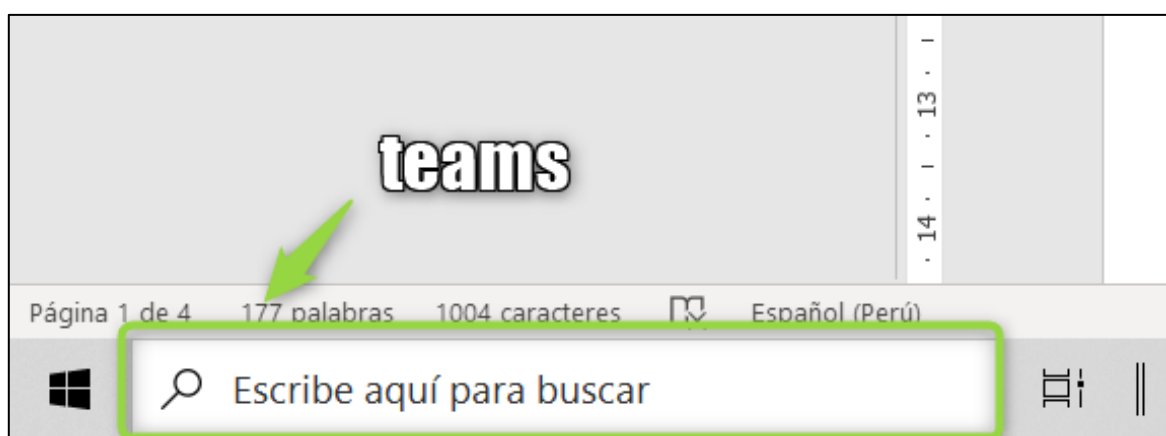 13
teams
14
Página 1 de 4 177 palabras 1004 caracteres Español (Perú)
Escribe aquí para buscar